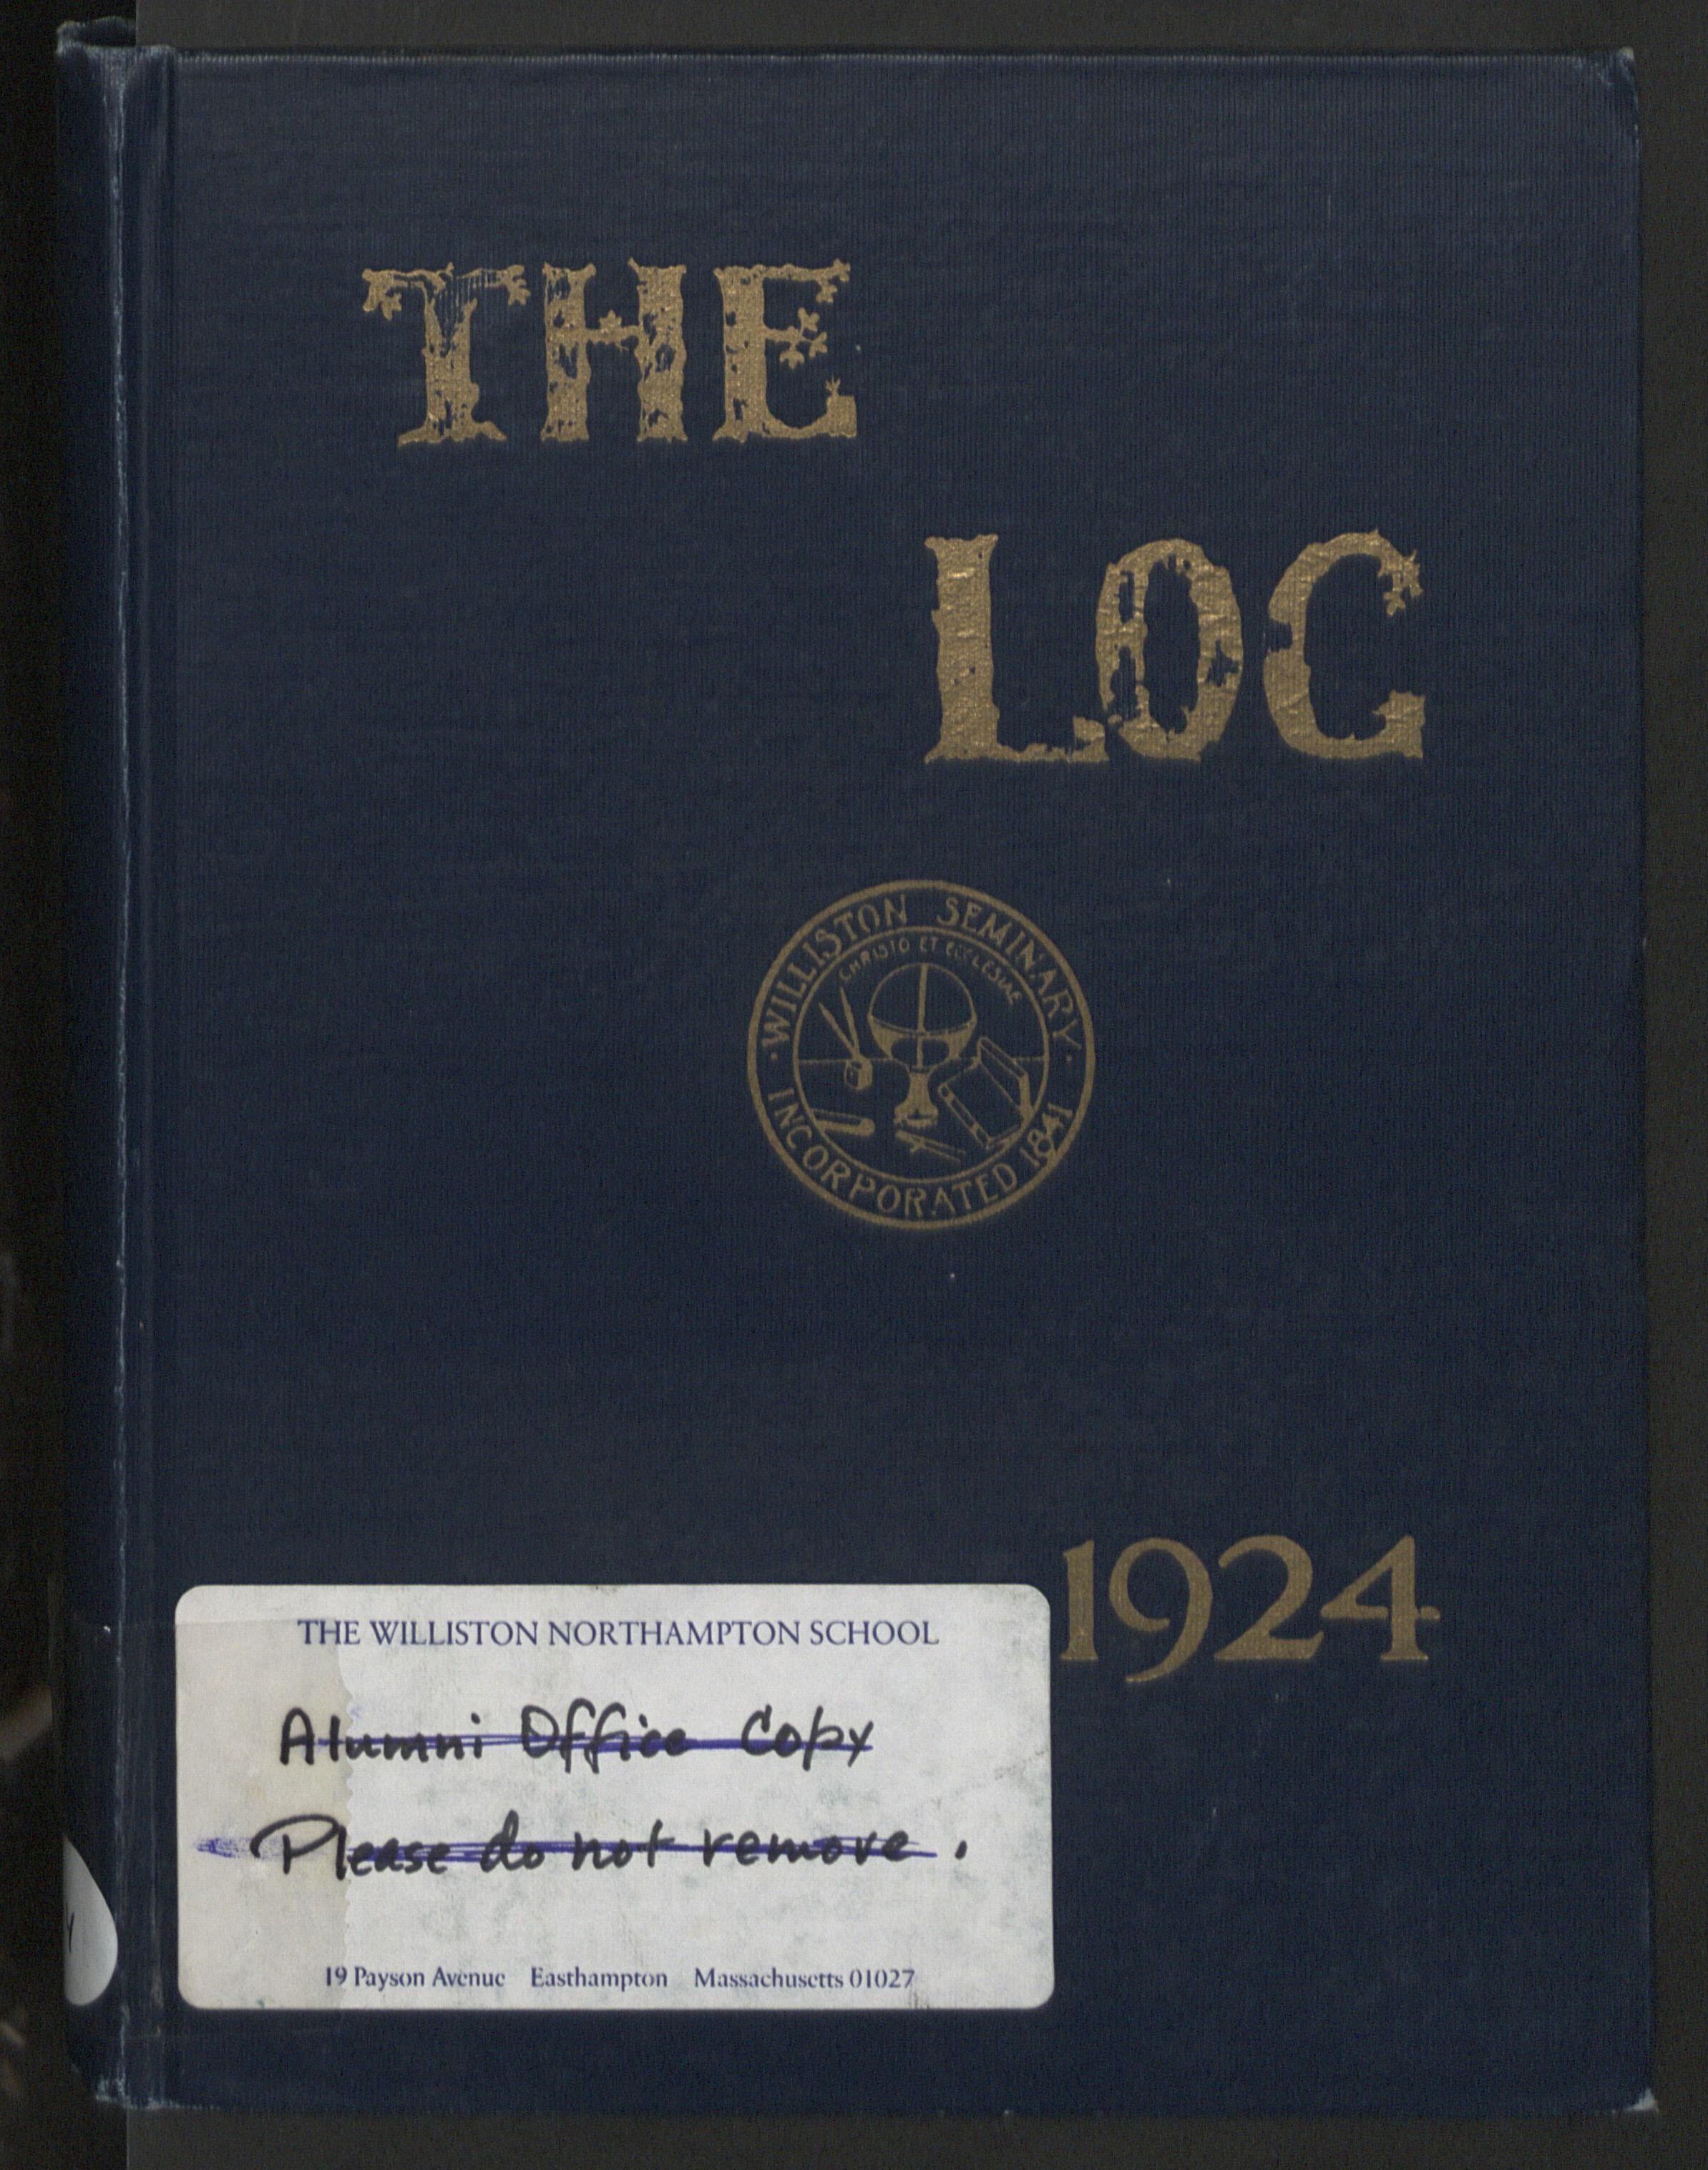 THE
LOG
WILLISTON SEMINARY
CHRISTO ET ECCLESIAE
INCORPORATED 1841
1924
THE WILLISTON NORTHAMPTON SCHOOL
Alumni Office Copy
Please do not remove.
19 Payson Avenue Easthampton Massachusetts 01027